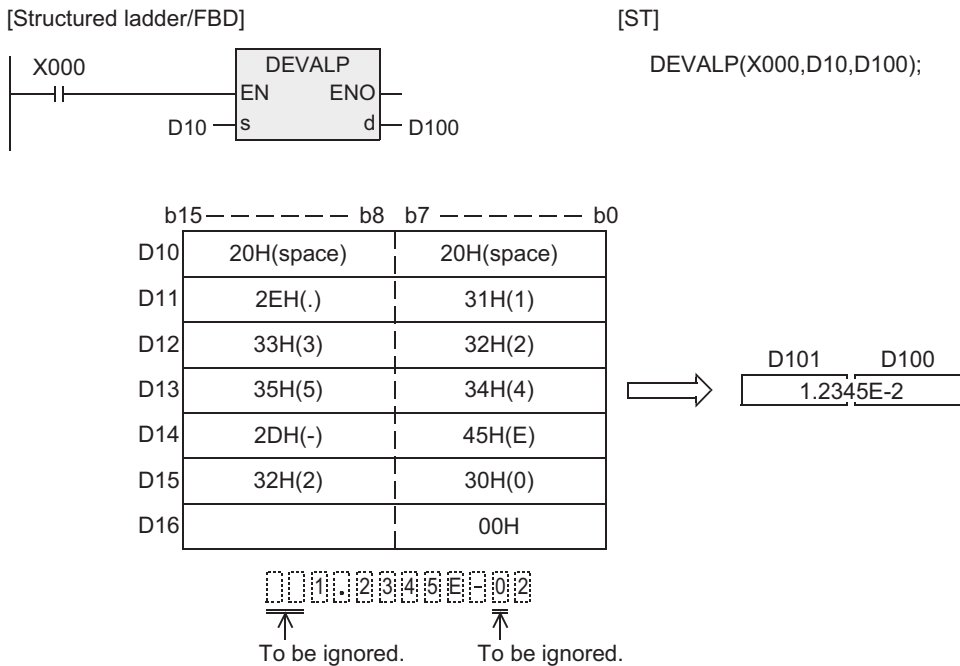 [Structured ladder/FBD] [ST]
X000 DEVALP DEVALP(X000,D10,D100);
EN ENO
D10 s d D100
b15 b8 b7 b0
D10 20H(space) 20H(space)
D11 2EH(.) 31H(1)
D12 33H(3) 32H(2)
D101 D100
D13 35H(5) 34H(4) 1.2345E-2
D14 2DH(-) 45H(E)
D15 32H(2) 30H(0)
D16 00H
1.2345E-02
To be ignored. To be ignored.